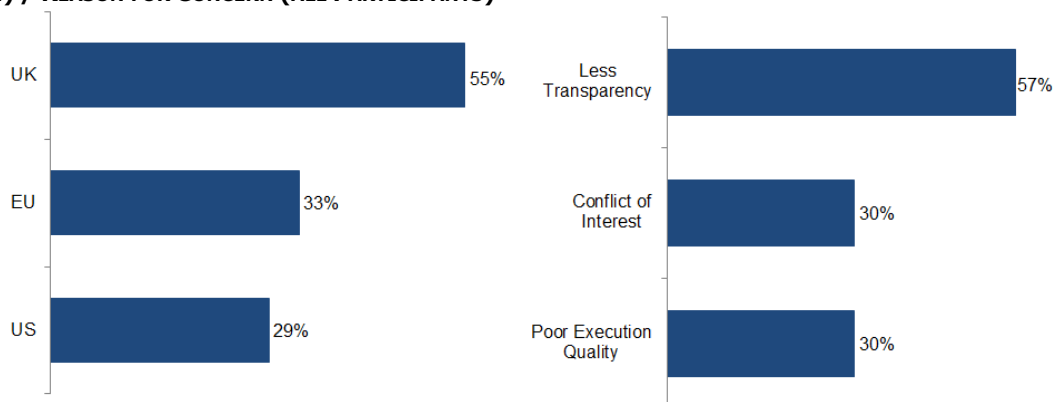 UK
55%
EU
33%
US
29%
Less
Transparency
57%
Conflict of
Interest
30%
Poor Execution
Quality
30%